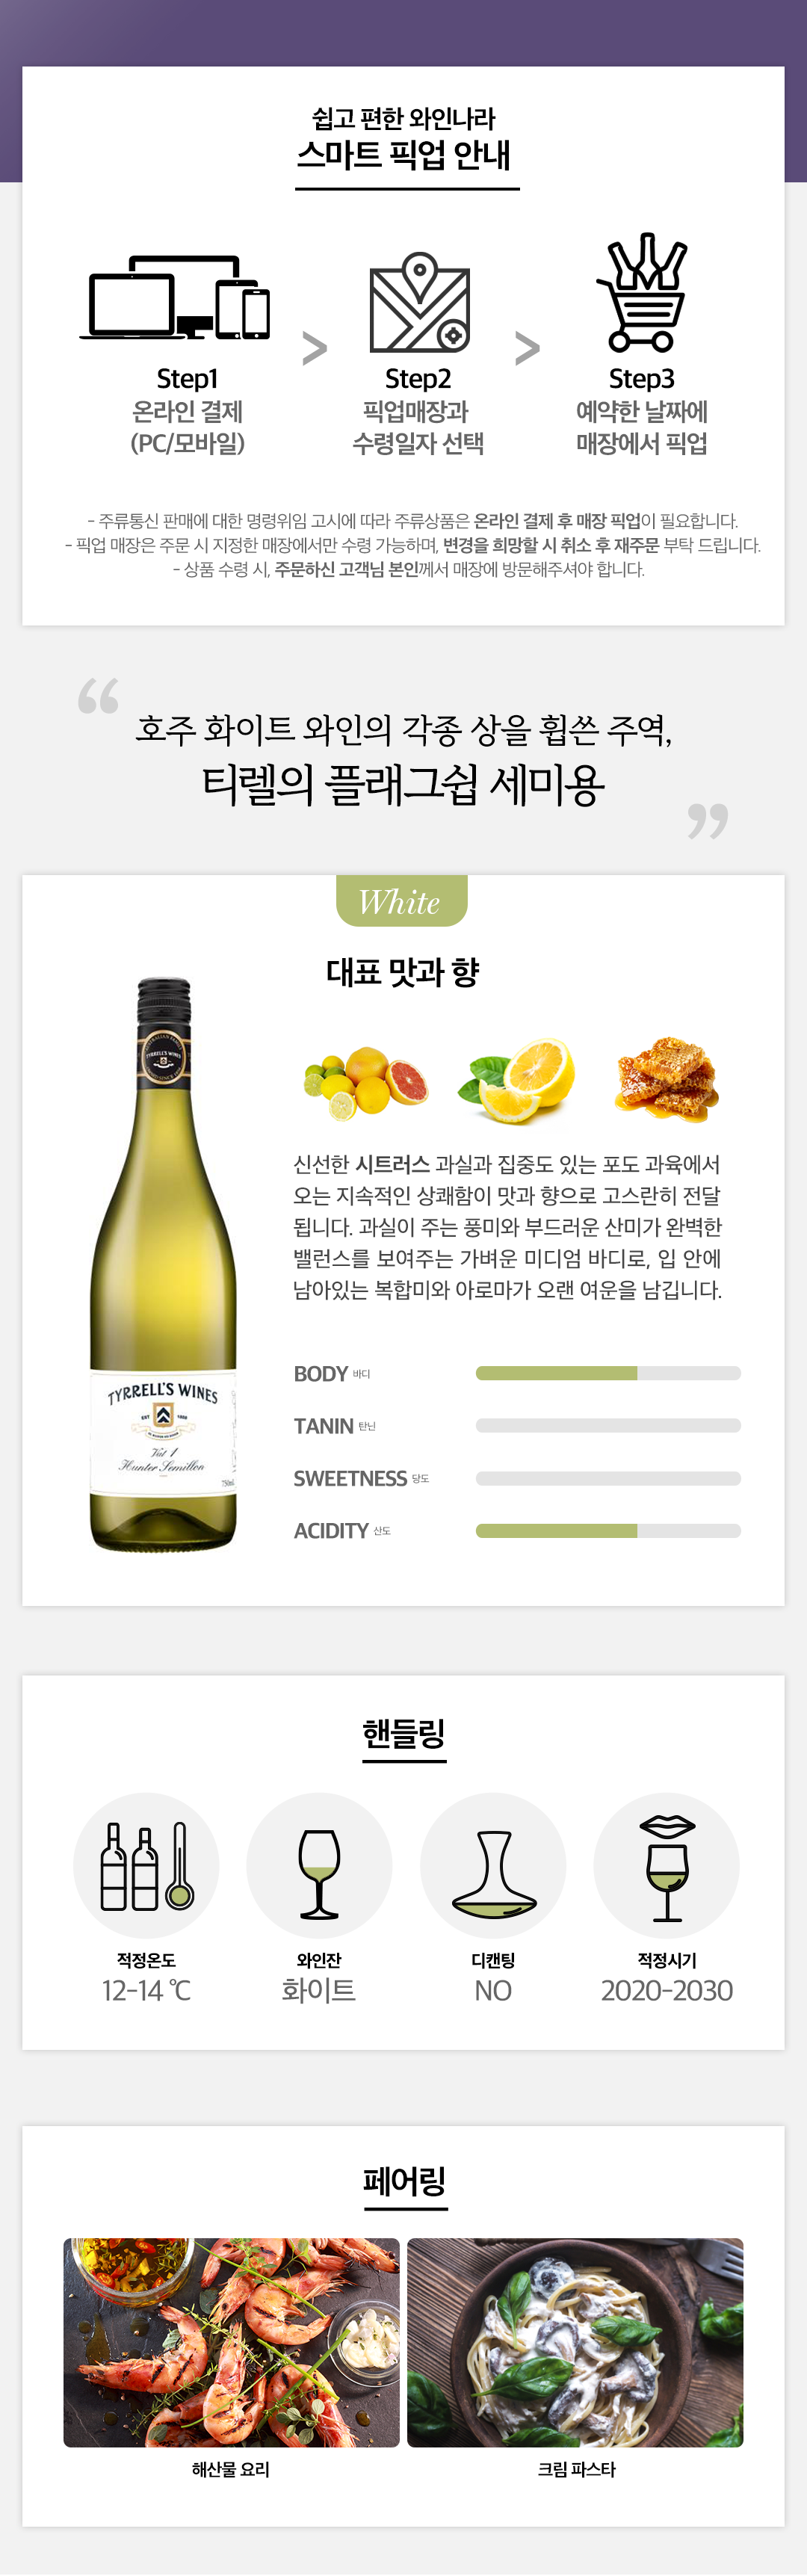 쉽고 편한 와인나라
스마트 픽업 안내
Step1
온라인 결제
(PC/모바일)
>
Step2
픽업매장과
수령일자 선택
>
Step3
예약한 날짜에
매장에서 픽업
- 주류통신 판매에 대한 명령위임 고시에 따라 주류상품은 온라인 결제 후 매장 픽업이 필요합니다.
- 픽업 매장은 주문 시 지정한 매장에서만 수령 가능하며, 변경을 희망할 시 취소 후 재주문 부탁 드립니다.
- 상품 수령 시, 주문하신 고객님 본인께서 매장에 방문해주셔야 합니다.
“
호주 화이트 와인의 각종 상을 휩쓴 주역,
티렐의 플래그쉽 세미용
”
White
대표 맛과 향
신선한 시트러스 과실과 집중도 있는 포도 과육에서
오는 지속적인 상쾌함이 맛과 향으로 고스란히 전달
됩니다. 과실이 주는 풍미와 부드러운 산미가 완벽한
밸런스를 보여주는 가벼운 미디엄 바디로, 입 안에
남아있는 복합미와 아로마가 오랜 여운을 남깁니다.
TYRRELL'S WINES
TYRRELL'S WINES
EST 1858
Vat 1
Hunter Semillon
750ml
BODY 바디
TANIN 탄닌
SWEETNESS 당도
ACIDITY 산도
핸들링
적정온도
12-14 ℃
와인잔
화이트
디캔팅
NO
적정시기
2020-2030
페어링
해산물 요리
크림 파스타